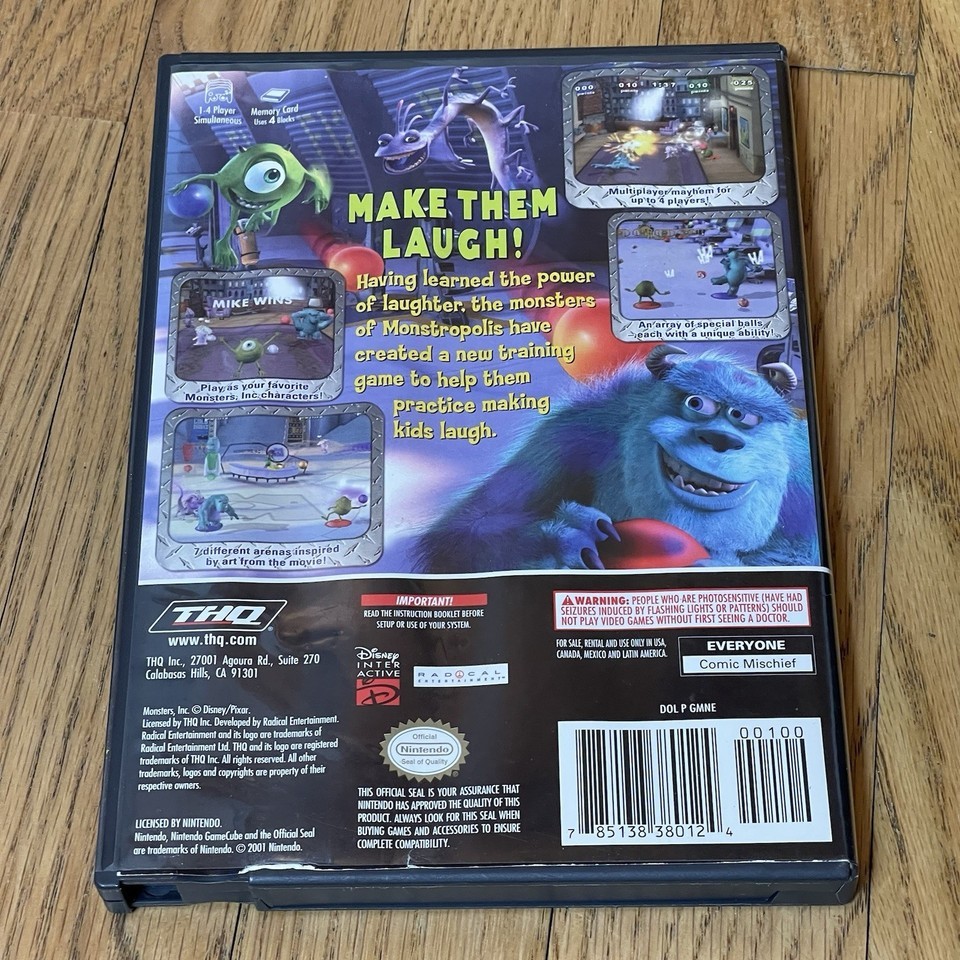 1-4 Player
Simultaneous
Memory Card
Uses 4 Blocks
MAKE THEM
LAUGH!
Having learned the power
of laughter, the monsters
of Monstropolis have
created a new training
game to help them
practice making
kids laugh.
Multiplayer mayhem for
up to 4 players!
An array of special balls
each with a unique ability!
MIKE WINS
Play as your favorite
Monsters, Inc characters!
7 different arenas inspired
by art from the movie!
THQ
www.thq.com
THQ Inc., 27001 Agoura Rd., Suite 270
Calabasas Hills, CA 91301
IMPORTANT!
READ THE INSTRUCTION BOOKLET BEFORE
SETUP OR USE OF YOUR SYSTEM.
Disney
INTER
ACTIVE
D
RADICAL
ENTERTAINMENT™
WARNING: PEOPLE WHO ARE PHOTOSENSITIVE (HAVE HAD
SEIZURES INDUCED BY FLASHING LIGHTS OR PATTERNS) SHOULD
NOT PLAY VIDEO GAMES WITHOUT FIRST SEEING A DOCTOR.
FOR SALE, RENTAL AND USE ONLY IN USA,
CANADA, MEXICO AND LATIN AMERICA.
EVERYONE
Comic Mischief
Monsters, Inc. © Disney/Pixar.
Licensed by THQ Inc. Developed by Radical Entertainment.
Radical Entertainment and its logo are trademarks of
Radical Entertainment Ltd. THQ and its logo are registered
trademarks of THQ Inc. All rights reserved. All other
trademarks, logos and copyrights are property of their
respective owners.
LICENSED BY NINTENDO.
Nintendo, Nintendo GameCube and the Official Seal
are trademarks of Nintendo. © 2001 Nintendo.
Official
Nintendo
Seal of Quality
THIS OFFICIAL SEAL IS YOUR ASSURANCE THAT
NINTENDO HAS APPROVED THE QUALITY OF THIS
PRODUCT. ALWAYS LOOK FOR THIS SEAL WHEN
BUYING GAMES AND ACCESSORIES TO ENSURE
COMPLETE COMPATIBILITY.
DOL P GMNE
00100
7 85138 38012 4